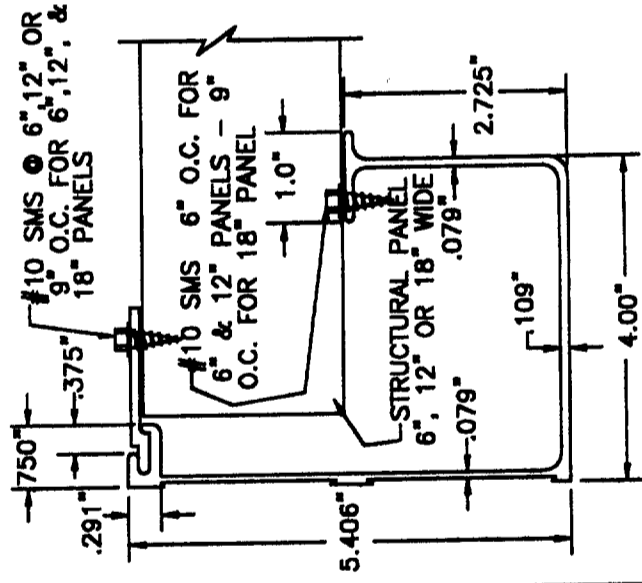 #10 SMS @ 6",12" OR
9" O.C. FOR 6",12", &
18" PANELS
.375"
.750"
.291"
#10 SMS 6" O.C. FOR
6" & 12" PANELS - 9"
O.C. FOR 18" PANEL
1.0"
STRUCTURAL PANEL
6", 12" OR 18" WIDE
.079"
.079"
.109"
5.406"
2.725"
4.00"